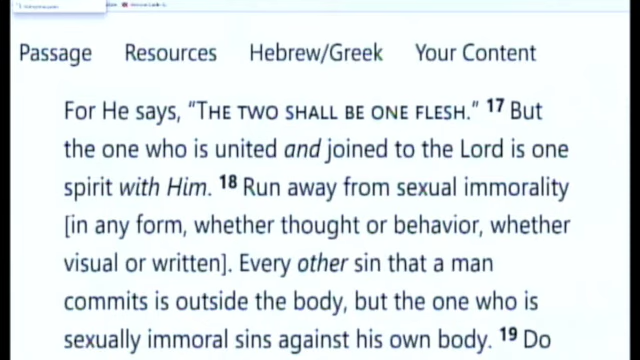 Passage Resources Hebrew/Greek Your Content
For He says, “THE TWO SHALL BE ONE FLESH.” 17 But
the one who is united and joined to the Lord is one
spirit with Him. 18 Run away from sexual immorality
[in any form, whether thought or behavior, whether
visual or written]. Every other sin that a man
commits is outside the body, but the one who is
sexually immoral sins against his own body. 19 Do